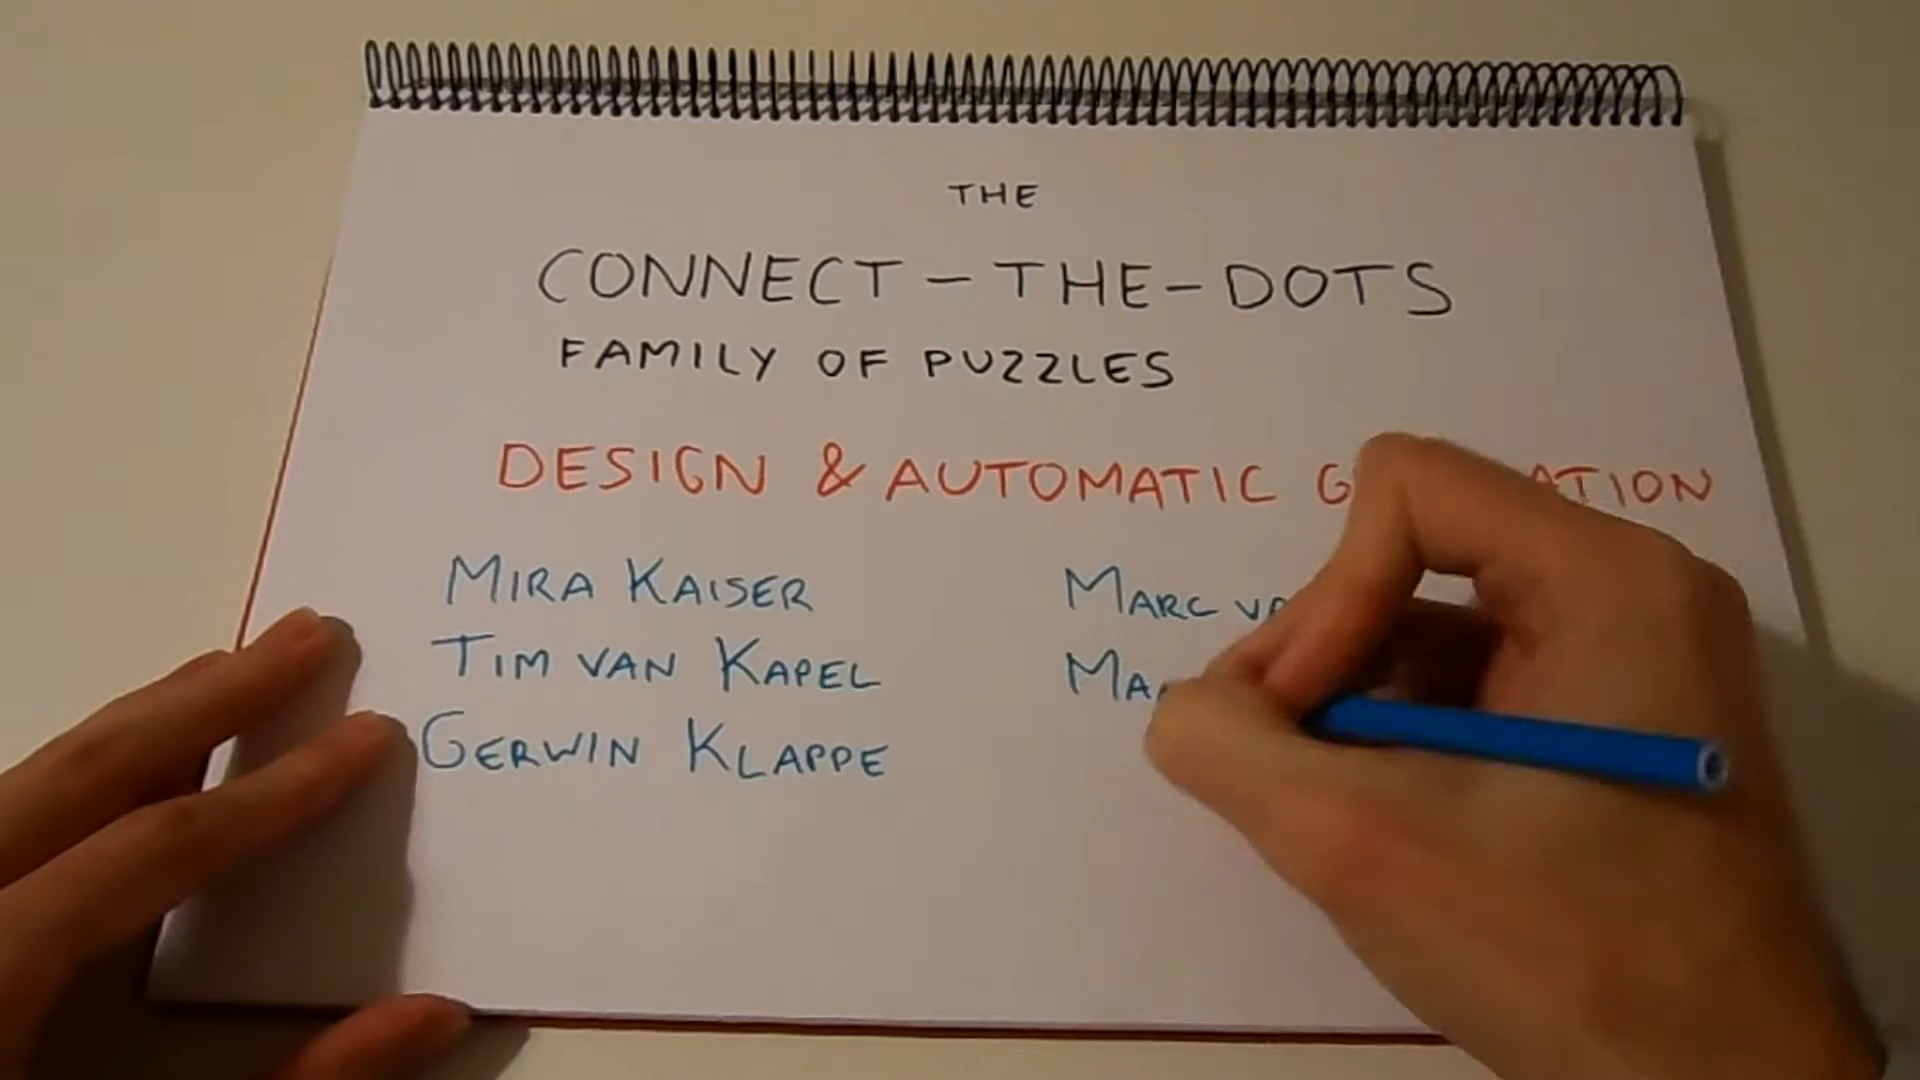 THE
CONNECT-THE-DOTS
FAMILY OF PUZZLES
DESIGN & AUTOMATIC
MIRA KAISER
TIM VAN KAPEL
GERWIN KLAPPE
MARC